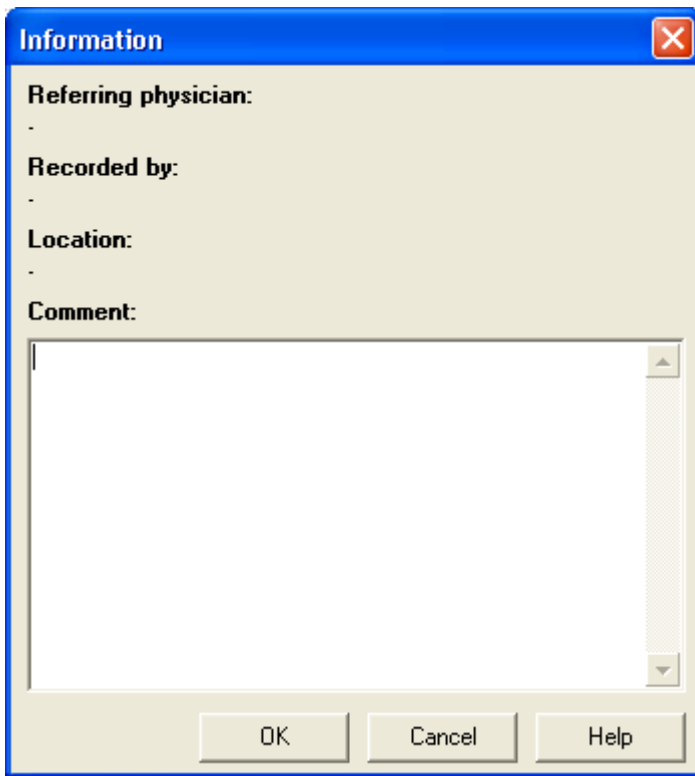 Information
Referring physician:
-
Recorded by:
-
Location:
-
Comment:
OK Cancel Help